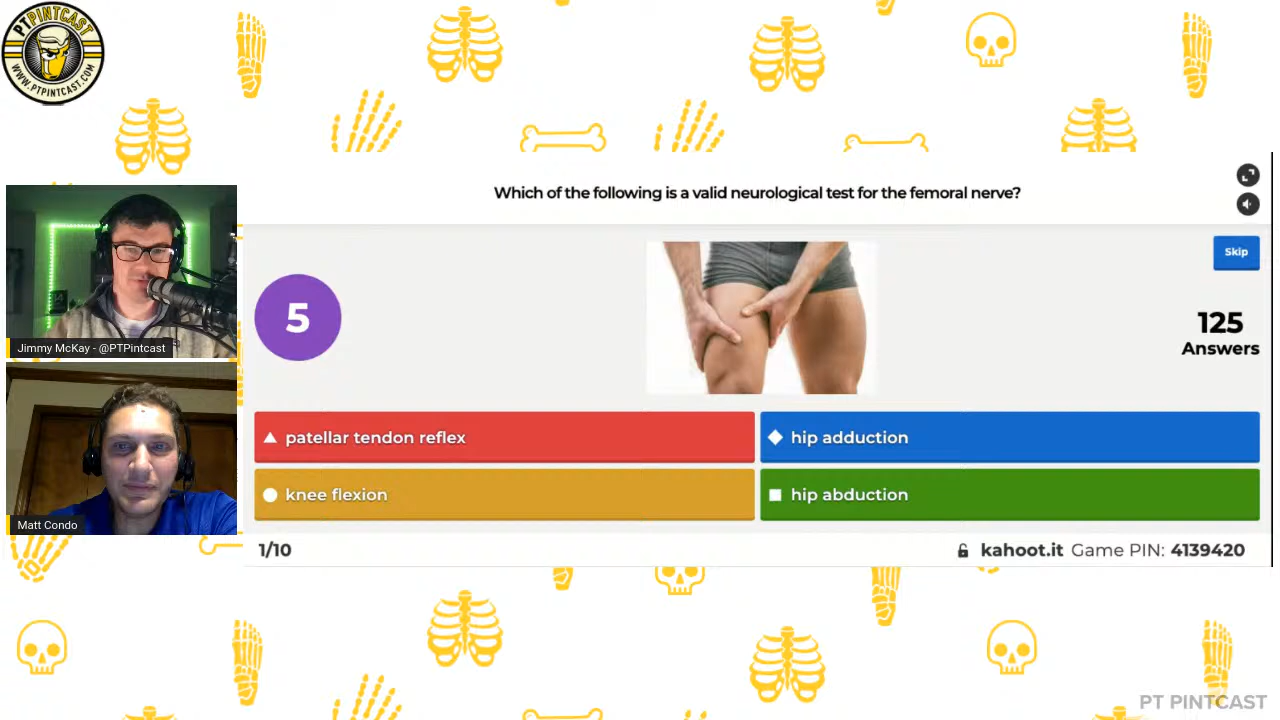 PTPINTCAST
WWW.PTPINTCAST.COM
Which of the following is a valid neurological test for the femoral nerve?
Skip
5
125
Answers
Jimmy McKay - @PTPintcast
patellar tendon reflex
hip adduction
knee flexion
hip abduction
Matt Condo
1/10
kahoot.it Game PIN: 4139420
PT PINTCAST